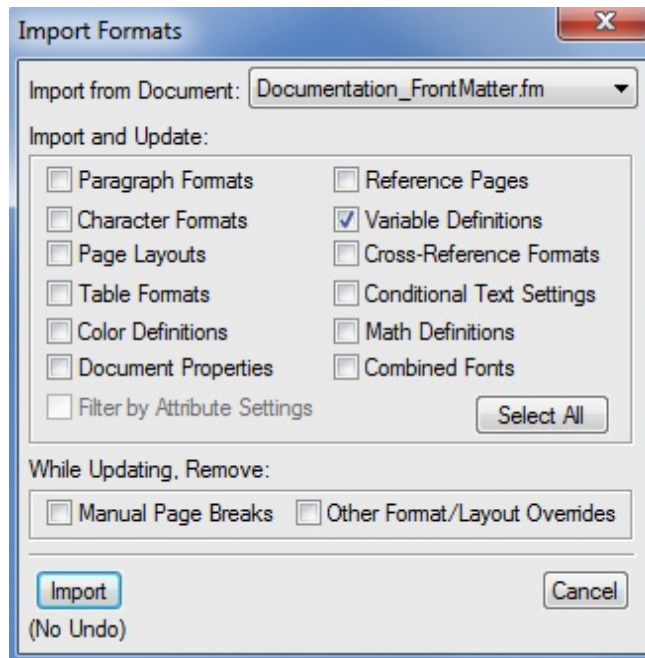 Import Formats
Import from Document: Documentation_FrontMatter.fm
Import and Update:
Paragraph Formats
Reference Pages
Character Formats
Variable Definitions
Page Layouts
Cross-Reference Formats
Table Formats
Conditional Text Settings
Color Definitions
Math Definitions
Document Properties
Combined Fonts
Filter by Attribute Settings
Select All
While Updating, Remove:
Manual Page Breaks
Other Format/Layout Overrides
Import
Cancel
(No Undo)